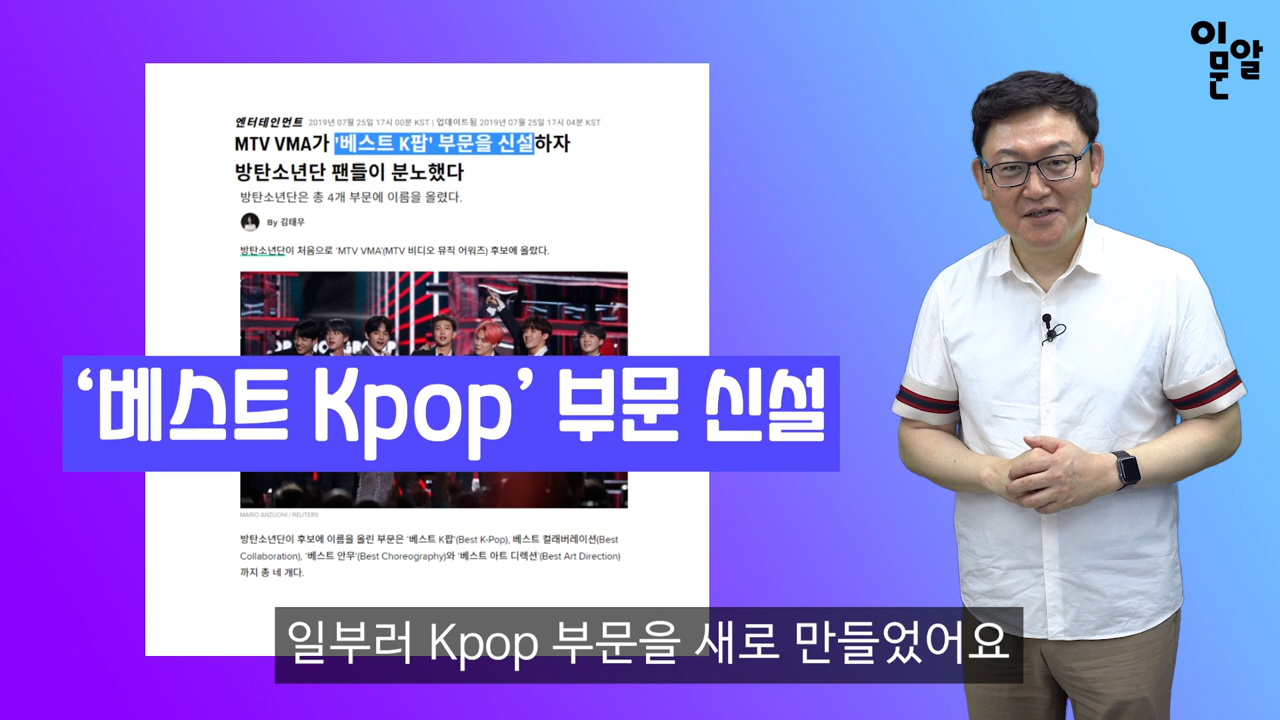 이문알
엔터테인먼트 2019년 07월 25일 17시 00분 KST | 업데이트됨 2019년 07월 25일 17시 04분 KST
MTV VMA가 '베스트 K팝' 부문을 신설하자
방탄소년단 팬들이 분노했다
방탄소년단은 총 4개 부문에 이름을 올렸다.
By 김태우
방탄소년단이 처음으로 'MTV VMA'(MTV 비디오 뮤직 어워즈) 후보에 올랐다.
‘베스트 Kpop’ 부문 신설
MARIO ANZUONI / REUTERS
방탄소년단이 후보에 이름을 올린 부문은 '베스트 K팝'(Best K-Pop), 베스트 컬래버레이션(Best
Collaboration), '베스트 안무'(Best Choreography)와 '베스트 아트 디렉션'(Best Art Direction)
까지 총 네 개다.
일부러 Kpop 부문을 새로 만들었어요